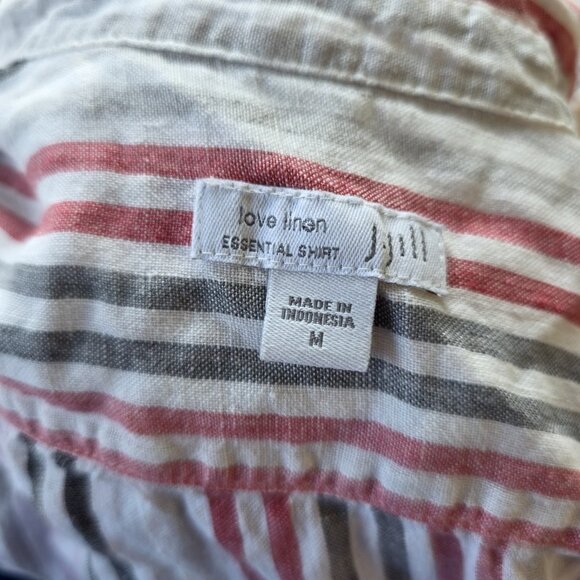 love linen J.Jill
ESSENTIAL SHIRT
MADE IN
INDONESIA
M